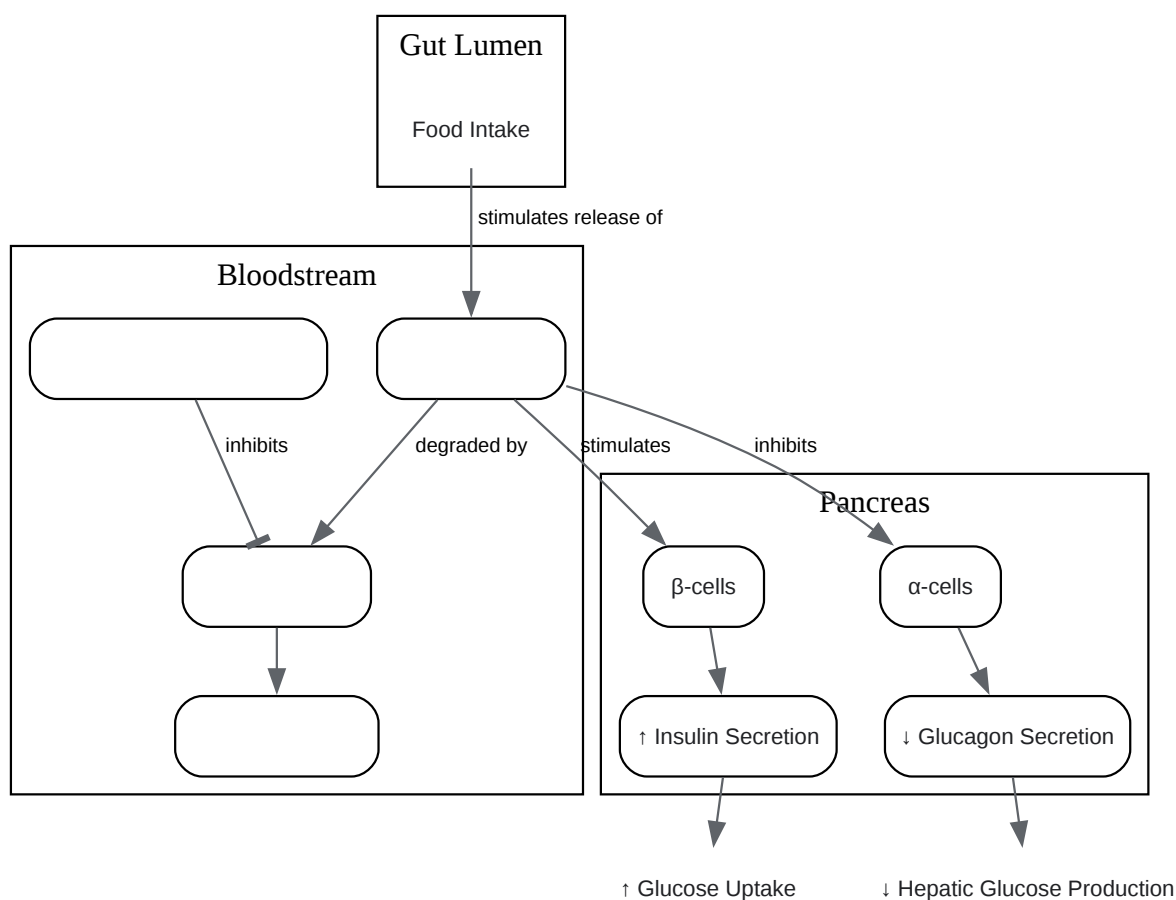 Gut Lumen
Food Intake
stimulates release of
Bloodstream
inhibits
degraded by
stimulates
inhibits
Pancreas
β-cells
α-cells
↑ Insulin Secretion
↓ Glucagon Secretion
↑ Glucose Uptake
↓ Hepatic Glucose Production